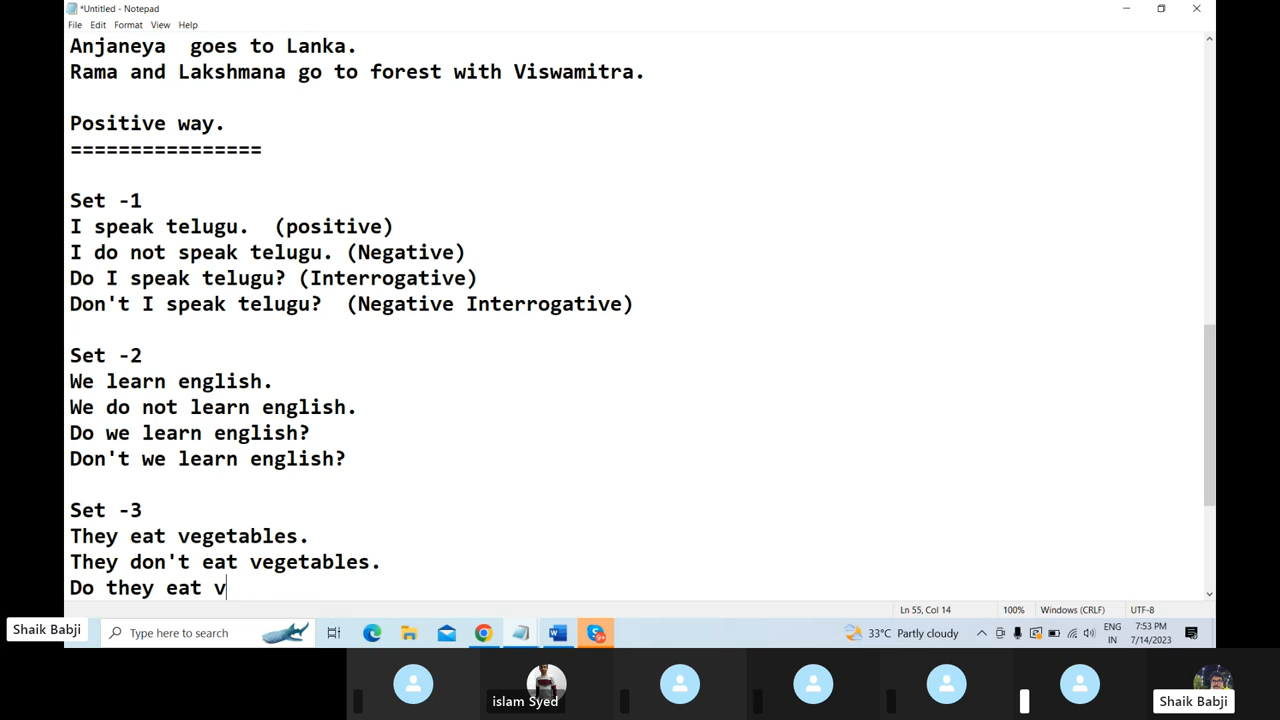 *Untitled - Notepad
File Edit Format View Help
Anjaneya  goes to Lanka.
Rama and Lakshmana go to forest with Viswamitra.
Positive way.
================
Set -1
I speak telugu.  (positive)
I do not speak telugu. (Negative)
Do I speak telugu? (Interrogative)
Don't I speak telugu?  (Negative Interrogative)
Set -2
We learn english.
We do not learn english.
Do we learn english?
Don't we learn english?
Set -3
They eat vegetables.
They don't eat vegetables.
Do they eat v
Ln 55, Col 14 100% Windows (CRLF) UTF-8
Shaik Babji
Type here to search
33°C Partly cloudy
ENG
IN
7:53 PM
7/14/2023
islam Syed
Shaik Babji